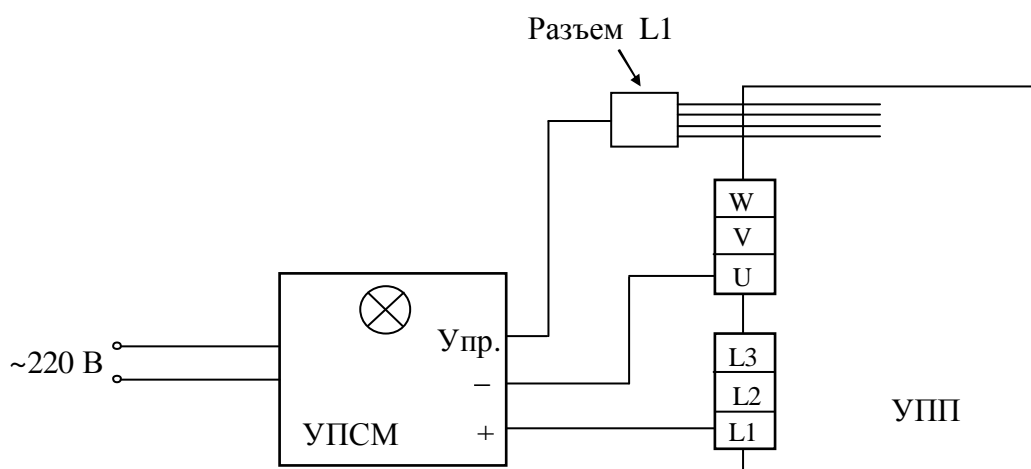 Разъем L1
W
V
U
Упр.
~220 В
–
L3
L2
УПП
УПСМ
+
L1